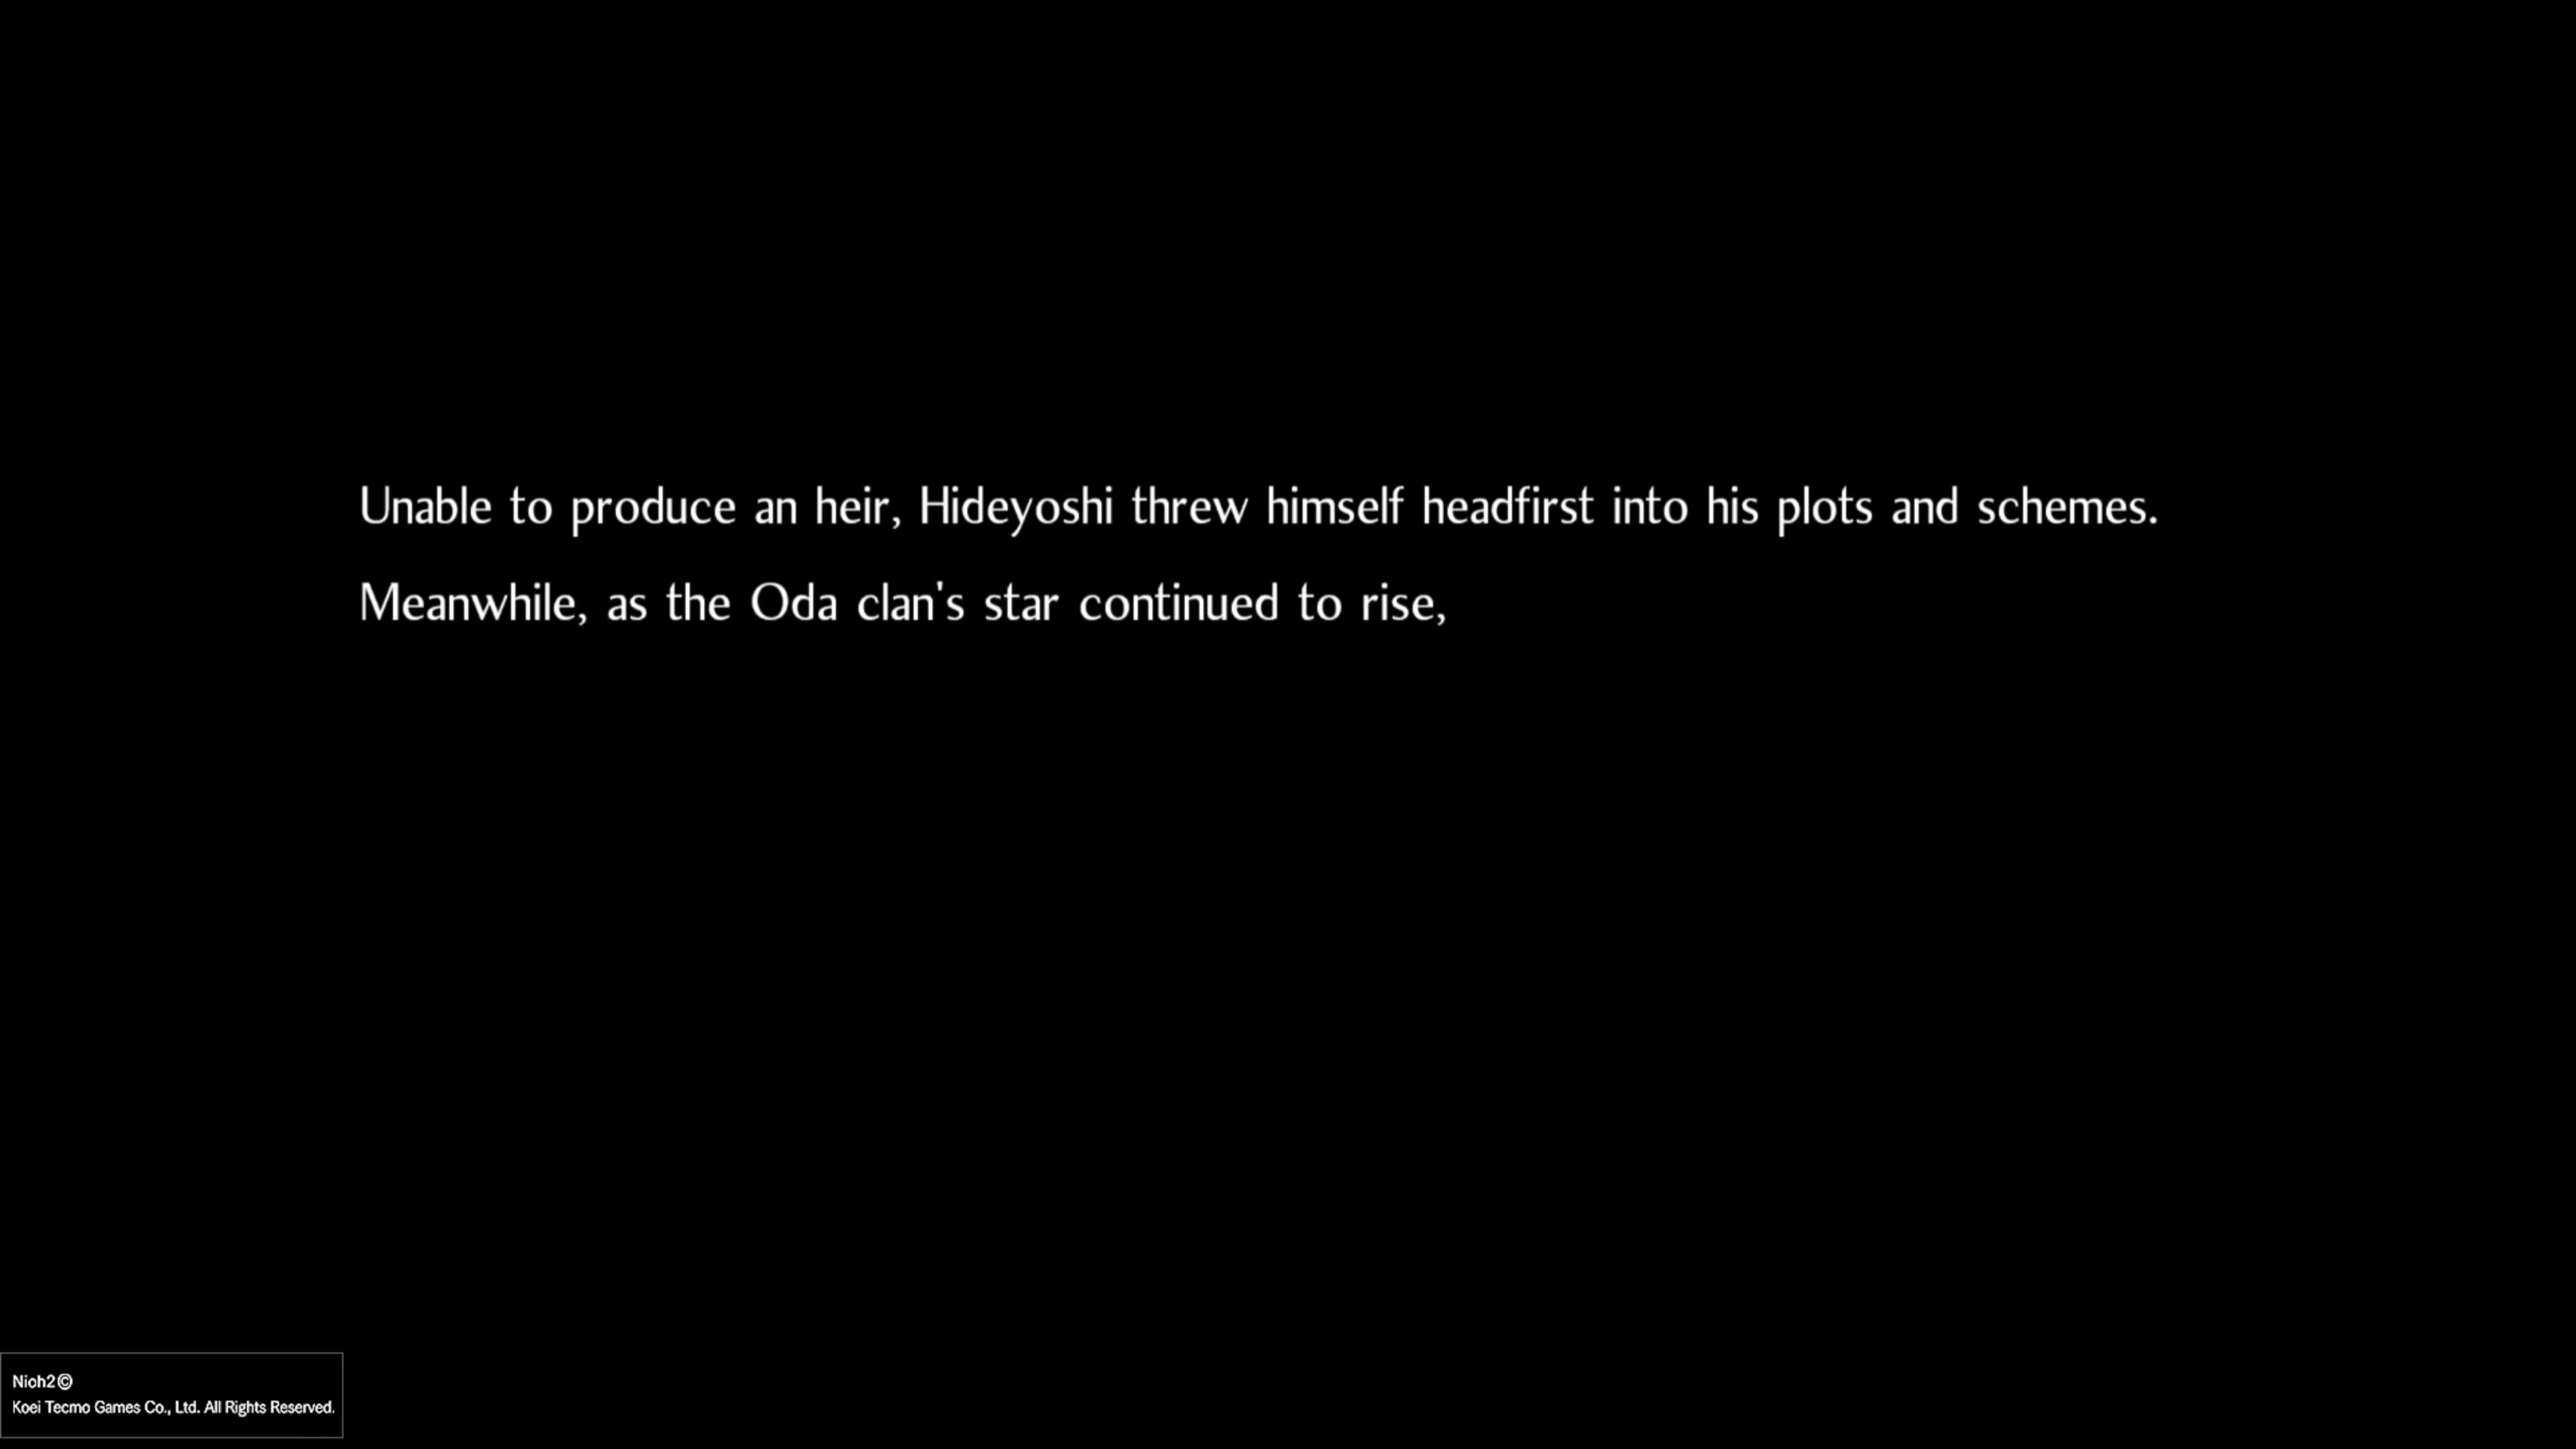 Unable to produce an heir, Hideyoshi threw himself headfirst into his plots and schemes.
Meanwhile, as the Oda clan's star continued to rise,
Nioh2©
Koei Tecmo Games Co., Ltd. All Rights Reserved.